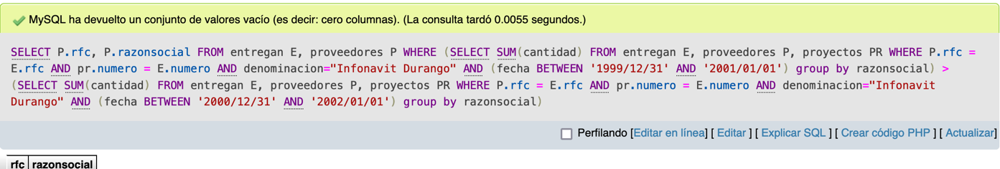 MySQL ha devuelto un conjunto de valores vacío (es decir: cero columnas). (La consulta tardó 0.0055 segundos.)
SELECT P.rfc, P.razonsocial FROM entregan E, proveedores P WHERE (SELECT SUM(cantidad) FROM entregan E, proveedores P, proyectos PR WHERE P.rfc =
E.rfc AND pr.numero = E.numero AND denominacion="Infonavit Durango" AND (fecha BETWEEN '1999/12/31' AND '2001/01/01') group by razonsocial) >
(SELECT SUM(cantidad) FROM entregan E, proveedores P, proyectos PR WHERE P.rfc = E.rfc AND pr.numero = E.numero AND denominacion="Infonavit
Durango" AND (fecha BETWEEN '2000/12/31' AND '2002/01/01') group by razonsocial)
Perfilando [Editar en línea] [ Editar ] [ Explicar SQL ] [ Crear código PHP ] [ Actualizar]
rfc razonsocial